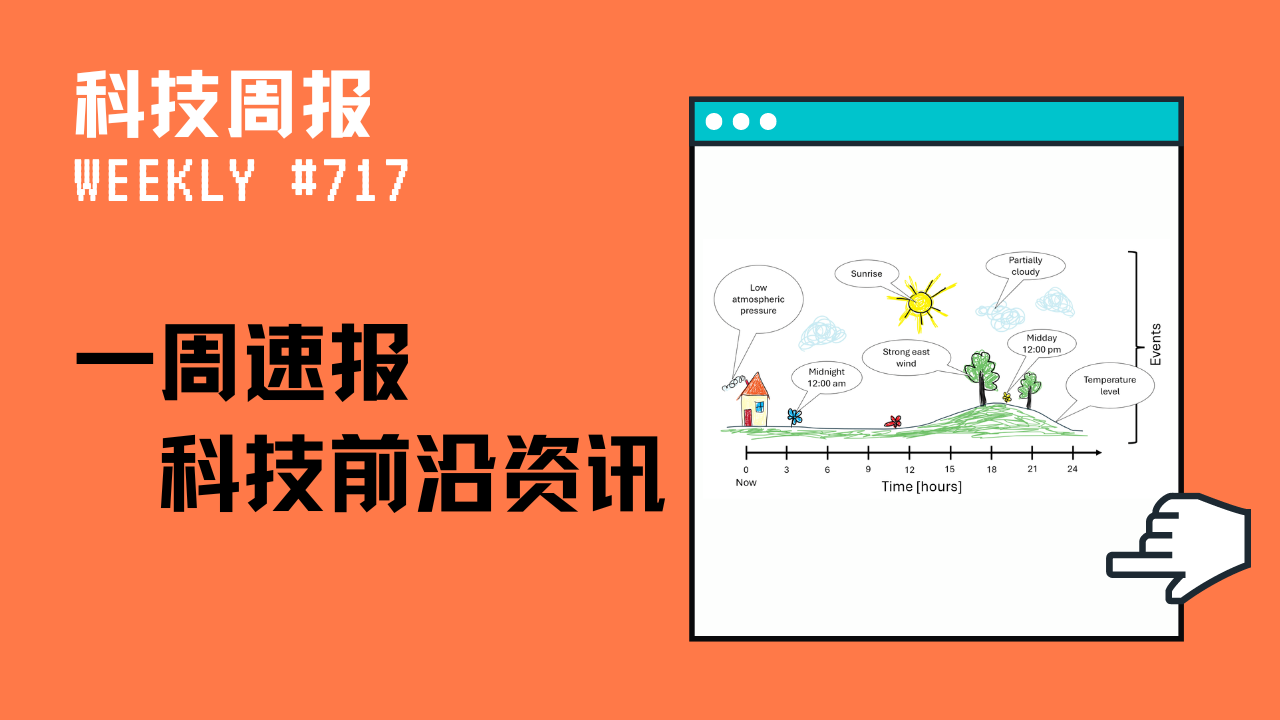 科技周报
WEEKLY #717
一周速报
科技前沿资讯
Low
atmospheric
pressure
Sunrise
Partially
cloudy
Midnight
12:00 am
Strong east
wind
Midday
12:00 pm
Temperature
level
Events
0 3 6 9 12 15 18 21 24
Now
Time [hours]